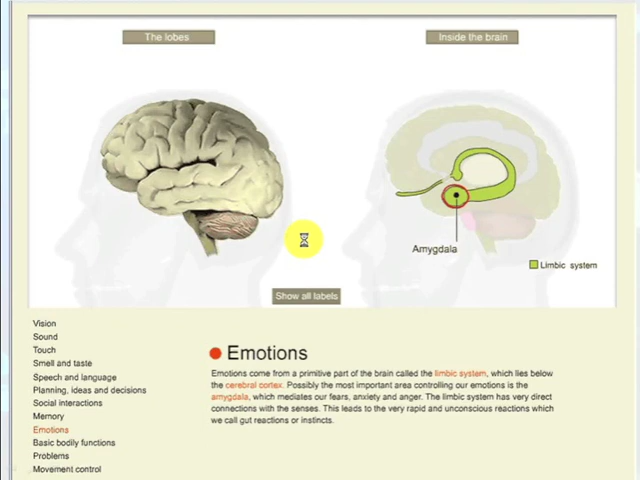 The lobes
Inside the brain
Amygdala
Limbic system
Show all labels
Vision
Sound
Touch
Smell and taste
Speech and language
Planning, ideas and decisions
Social interactions
Memory
Emotions
Basic bodily functions
Problems
Movement control
Emotions
Emotions come from a primitive part of the brain called the limbic system, which lies below
the cerebral cortex. Possibly the most important area controlling our emotions is the
amygdala, which mediates our fears, anxiety and anger. The limbic system has very direct
connections with the senses. This leads to the very rapid and unconscious reactions which
we call gut reactions or instincts.